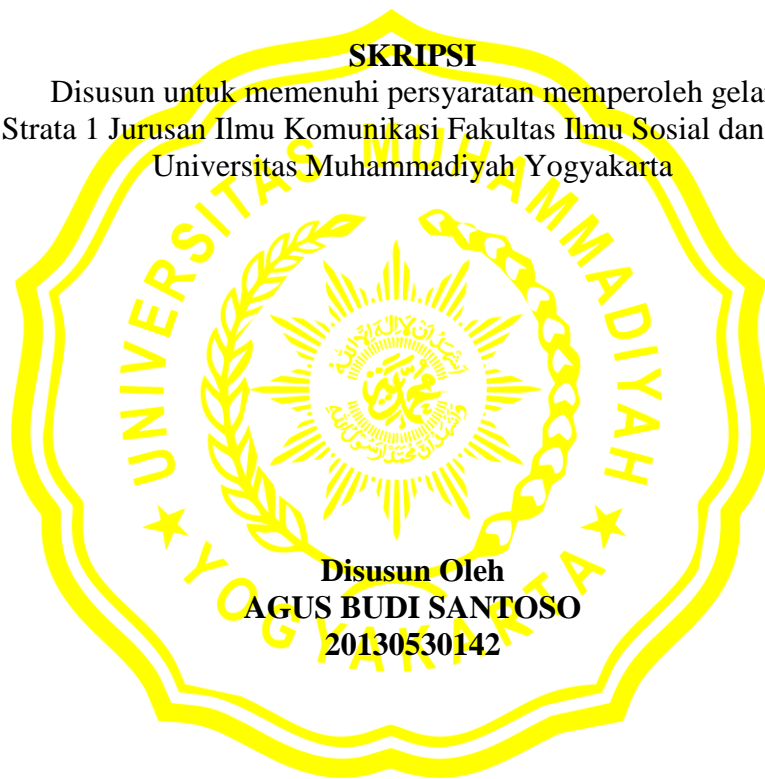 SKRIPSI
Disusun untuk memenuhi persyaratan memperoleh gela
Strata 1 Jurusan Ilmu Komunikasi Fakultas Ilmu Sosial dan
Universitas Muhammadiyah Yogyakarta
UNIVERSITAS MUHAMMADIYAH
YOGYAKARTA
Disusun Oleh
AGUS BUDI SANTOSO
20130530142